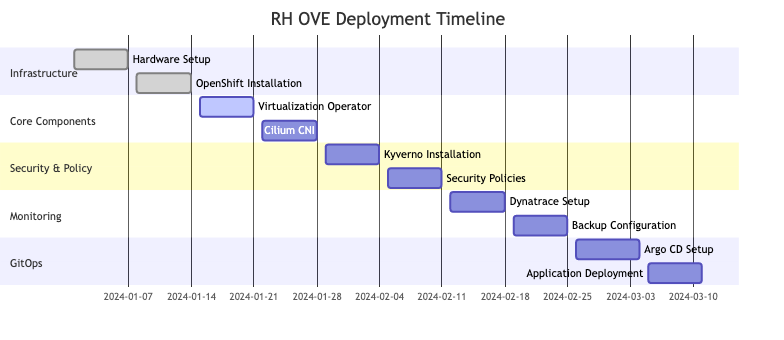 RH OVE Deployment Timeline
Infrastructure
Hardware Setup
OpenShift Installation
Core Components
Virtualization Operator
Cilium CNI
Security & Policy
Kyverno Installation
Security Policies
Monitoring
Dynatrace Setup
Backup Configuration
GitOps
Argo CD Setup
Application Deployment
2024-01-07 2024-01-14 2024-01-21 2024-01-28 2024-02-04 2024-02-11 2024-02-18 2024-02-25 2024-03-03 2024-03-10